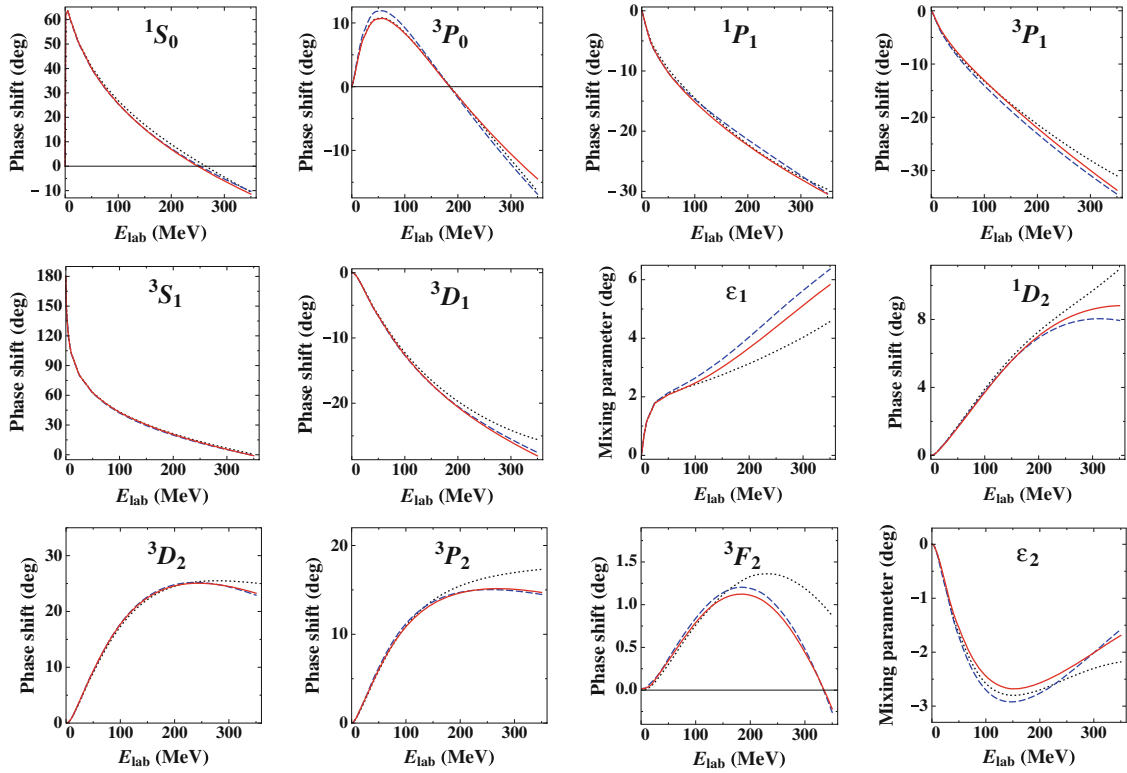 ¹S₀
Phase shift (deg)
60
50
40
30
20
10
0
−10
0 100 200 300
E_lab (MeV)
³P₀
Phase shift (deg)
10
0
−10
0 100 200 300
E_lab (MeV)
¹P₁
Phase shift (deg)
0
−10
−20
−30
0 100 200 300
E_lab (MeV)
³P₁
Phase shift (deg)
0
−10
−20
−30
0 100 200 300
E_lab (MeV)
³S₁
Phase shift (deg)
180
150
120
90
60
30
0
0 100 200 300
E_lab (MeV)
³D₁
Phase shift (deg)
0
−10
−20
0 100 200 300
E_lab (MeV)
ε₁
Mixing parameter (deg)
6
4
2
0
0 100 200 300
E_lab (MeV)
¹D₂
Phase shift (deg)
8
4
0
0 100 200 300
E_lab (MeV)
³D₂
Phase shift (deg)
30
20
10
0
0 100 200 300
E_lab (MeV)
³P₂
Phase shift (deg)
20
10
0
0 100 200 300
E_lab (MeV)
³F₂
Phase shift (deg)
1.5
1.0
0.5
0.0
0 100 200 300
E_lab (MeV)
ε₂
Mixing parameter (deg)
0
−1
−2
−3
0 100 200 300
E_lab (MeV)